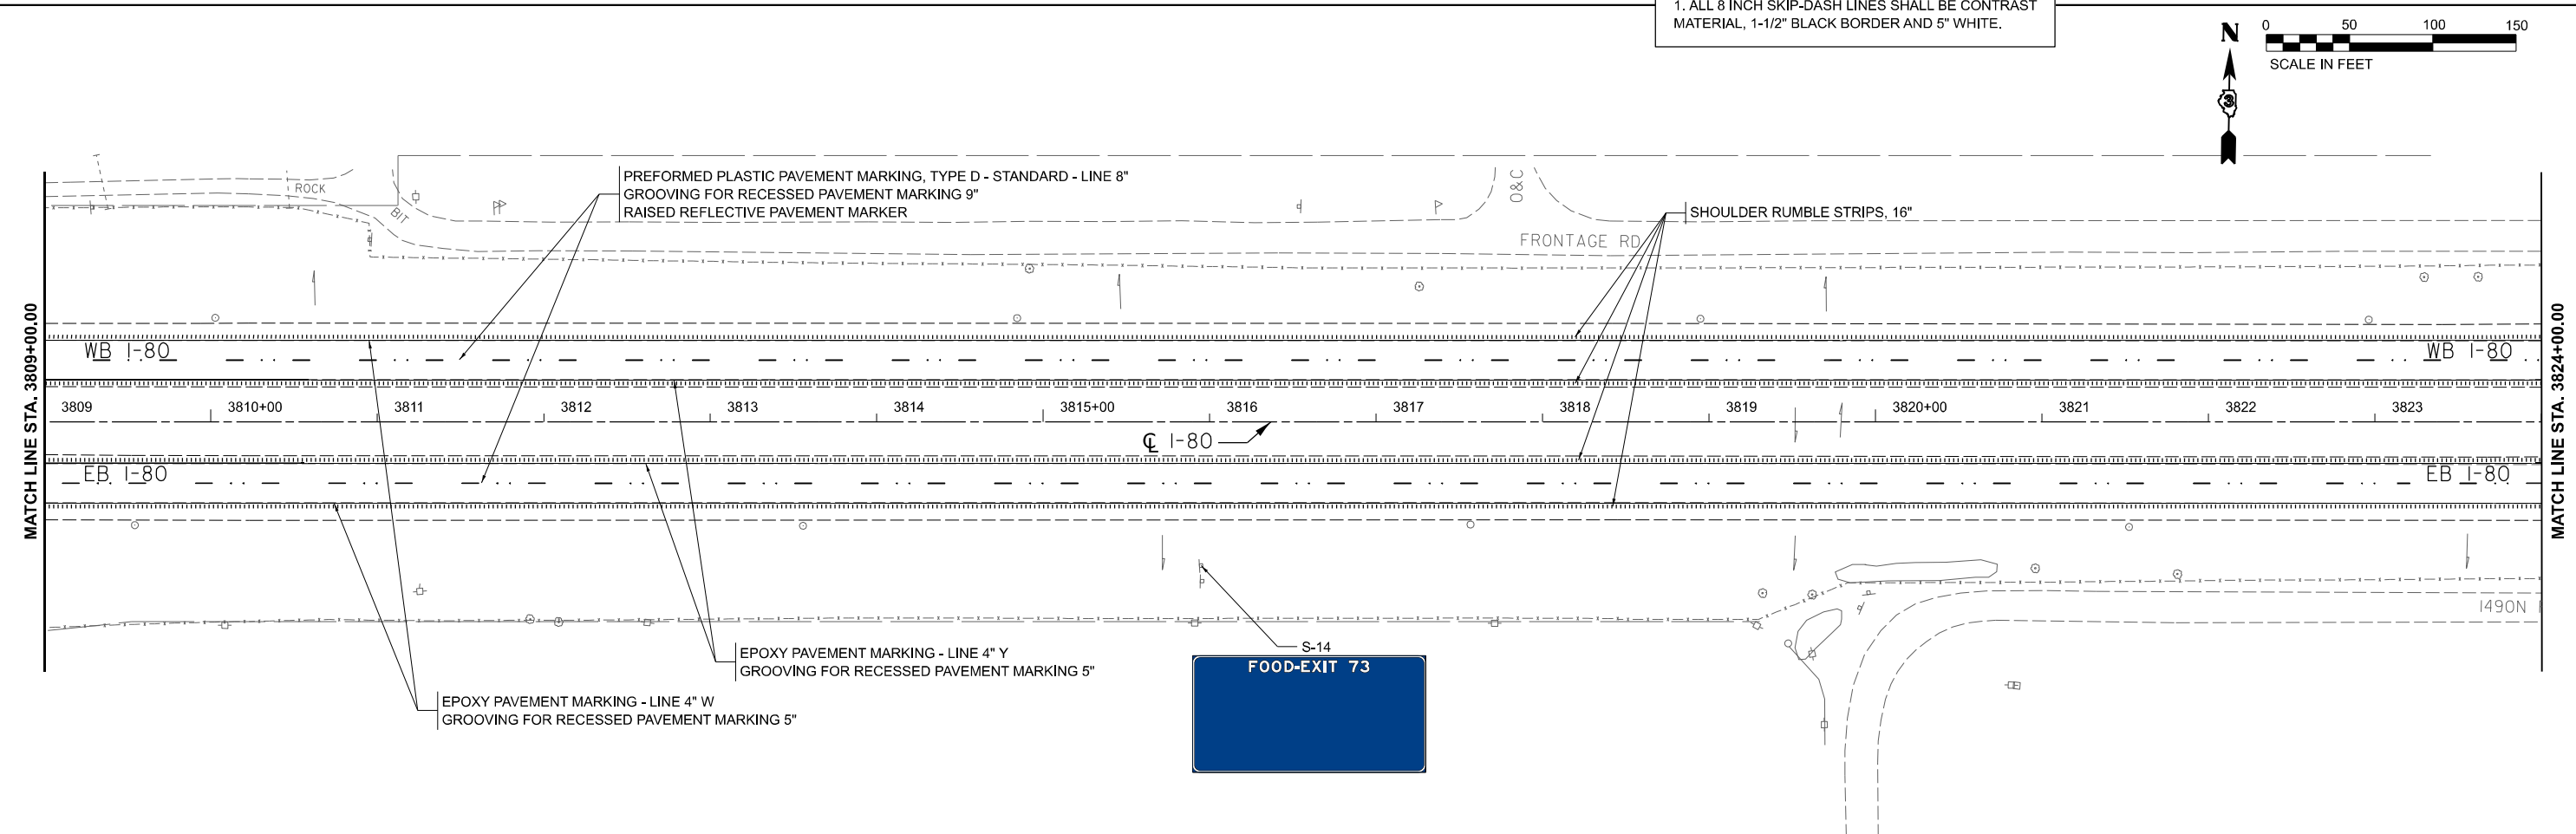 1. ALL 8 INCH SKIP-DASH LINES SHALL BE CONTRAST
MATERIAL, 1-1/2" BLACK BORDER AND 5" WHITE.
N
0 50 100 150
SCALE IN FEET
3
PREFORMED PLASTIC PAVEMENT MARKING, TYPE D - STANDARD - LINE 8"
GROOVING FOR RECESSED PAVEMENT MARKING 9"
RAISED REFLECTIVE PAVEMENT MARKER
ROCK
BIT
O&C
SHOULDER RUMBLE STRIPS, 16"
FRONTAGE RD
MATCH LINE STA. 3809+00.00
MATCH LINE STA. 3824+00.00
WB I-80
WB I-80
3809 3810+00 3811 3812 3813 3814 3815+00 3816 3817 3818 3819 3820+00 3821 3822 3823
℄ I-80
EB I-80
EB I-80
1490N
S-14
FOOD-EXIT 73
EPOXY PAVEMENT MARKING - LINE 4" Y
GROOVING FOR RECESSED PAVEMENT MARKING 5"
EPOXY PAVEMENT MARKING - LINE 4" W
GROOVING FOR RECESSED PAVEMENT MARKING 5"